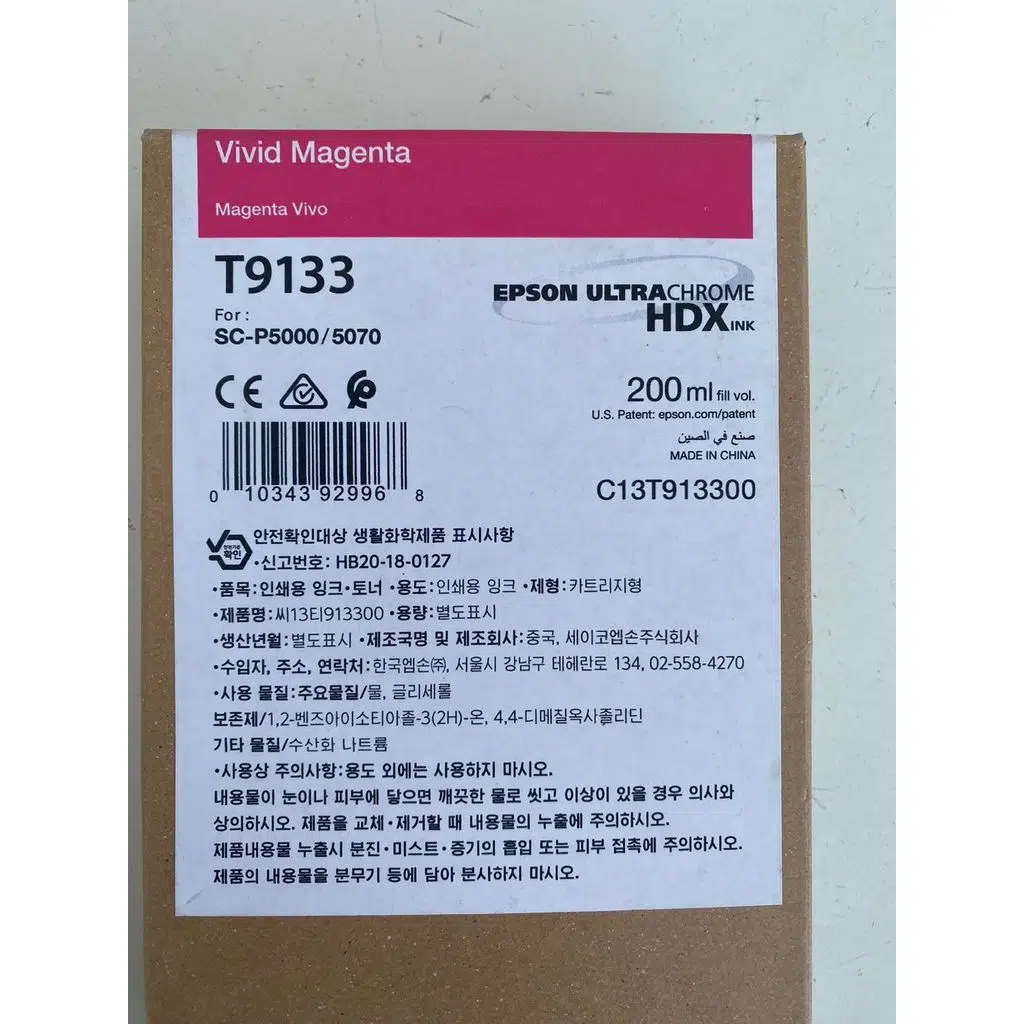 Vivid Magenta
Magenta Vivo
T9133
For :
SC-P5000/5070
EPSON ULTRACHROME
HDX INK
CE
200 ml fill vol.
U.S. Patent: epson.com/patent
صنع في الصين
MADE IN CHINA
0 10343 92996 8
C13T913300
안전확인대상 생활화학제품 표시사항
확인
•신고번호: HB20-18-0127
•품목:인쇄용 잉크•토너 •용도:인쇄용 잉크 •제형:카트리지형
•제품명:씨13티913300 •용량:별도표시
•생산년월:별도표시 •제조국명 및 제조회사:중국, 세이코엡손주식회사
•수입자, 주소, 연락처:한국엡손㈜, 서울시 강남구 테헤란로 134, 02-558-4270
•사용 물질:주요물질/물, 글리세롤
보존제/1,2-벤즈아이소티아졸-3(2H)-온, 4,4-디메질옥사졸리딘
기타 물질/수산화 나트륨
•사용상 주의사항:용도 외에는 사용하지 마시오.
내용물이 눈이나 피부에 닿으면 깨끗한 물로 씻고 이상이 있을 경우 의사와
상의하시오. 제품을 교체•제거할 때 내용물의 누출에 주의하시오.
제품내용물 누출시 분진•미스트•증기의 흡입 또는 피부 접촉에 주의하시오.
제품의 내용물을 분무기 등에 담아 분사하지 마시오.